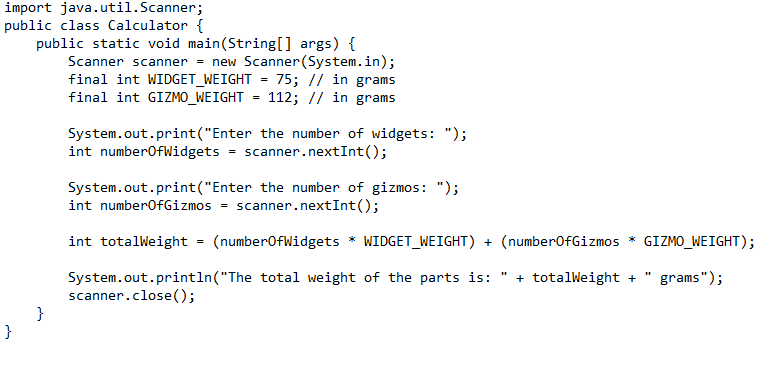 import java.util.Scanner;
public class Calculator {
    public static void main(String[] args) {
        Scanner scanner = new Scanner(System.in);
        final int WIDGET_WEIGHT = 75; // in grams
        final int GIZMO_WEIGHT = 112; // in grams

        System.out.print("Enter the number of widgets: ");
        int numberOfWidgets = scanner.nextInt();

        System.out.print("Enter the number of gizmos: ");
        int numberOfGizmos = scanner.nextInt();

        int totalWeight = (numberOfWidgets * WIDGET_WEIGHT) + (numberOfGizmos * GIZMO_WEIGHT);

        System.out.println("The total weight of the parts is: " + totalWeight + " grams");
        scanner.close();
    }
}